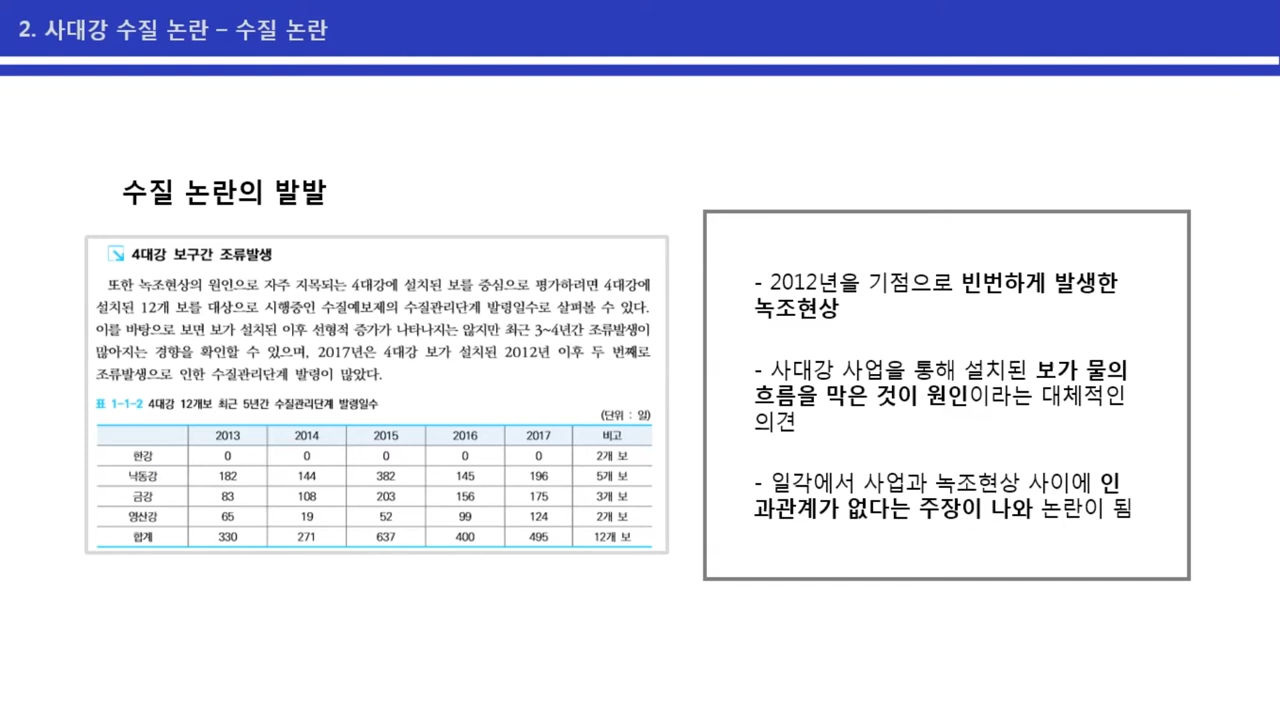 2. 사대강 수질 논란 – 수질 논란
수질 논란의 발발
4대강 보구간 조류발생
또한 녹조현상의 원인으로 자주 지목되는 4대강에 설치된 보를 중심으로 평가하려면 4대강에
설치된 12개 보를 대상으로 시행중인 수질예보제의 수질관리단계 발령일수로 살펴볼 수 있다.
이를 바탕으로 보면 보가 설치된 이후 선형적 증가가 나타나지는 않지만 최근 3~4년간 조류발생이
많아지는 경향을 확인할 수 있으며, 2017년은 4대강 보가 설치된 2012년 이후 두 번째로
조류발생으로 인한 수질관리단계 발령이 많았다.
표 1-1-2 4대강 12개보 최근 5년간 수질관리단계 발령일수
(단위 : 일)
2013 2014 2015 2016 2017 비고
한강 0 0 0 0 0 2개 보
낙동강 182 144 382 145 196 5개 보
금강 83 108 203 156 175 3개 보
영산강 65 19 52 99 124 2개 보
합계 330 271 637 400 495 12개 보
- 2012년을 기점으로 빈번하게 발생한
녹조현상
- 사대강 사업을 통해 설치된 보가 물의
흐름을 막은 것이 원인이라는 대체적인
의견
- 일각에서 사업과 녹조현상 사이에 인
과관계가 없다는 주장이 나와 논란이 됨